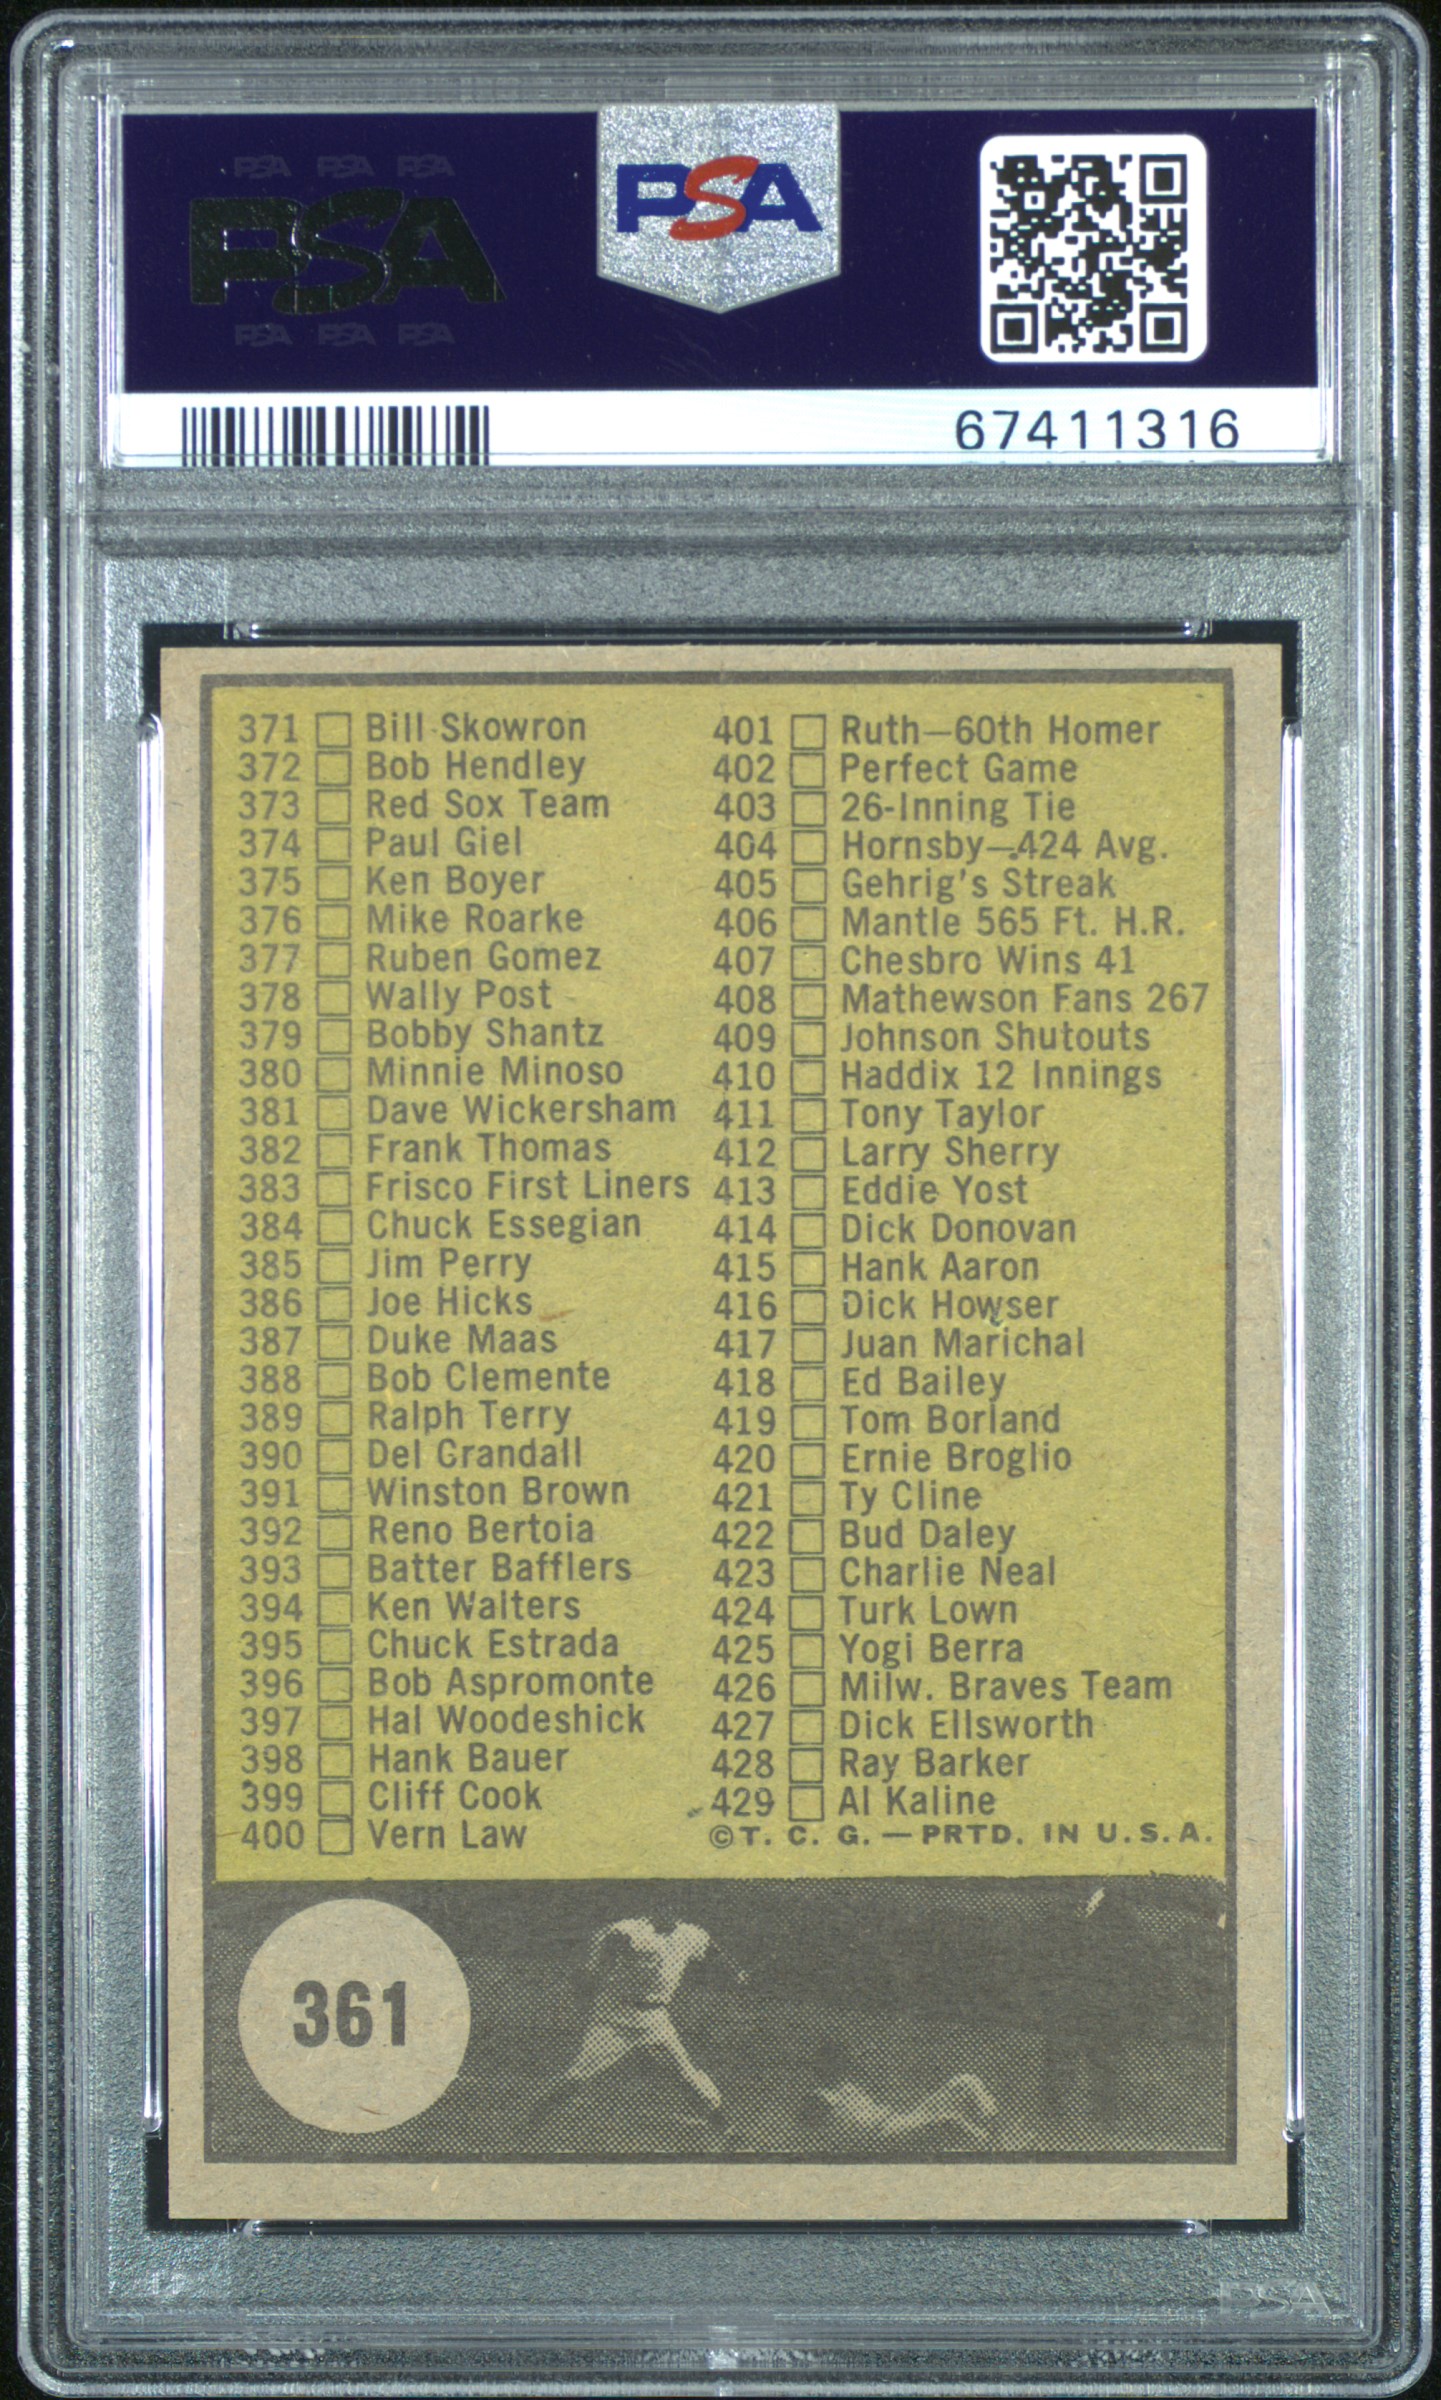 PSA PSA PSA
PSA
PSA PSA PSA
PSA
67411316
371 Bill Skowron
372 Bob Hendley
373 Red Sox Team
374 Paul Giel
375 Ken Boyer
376 Mike Roarke
377 Ruben Gomez
378 Wally Post
379 Bobby Shantz
380 Minnie Minoso
381 Dave Wickersham
382 Frank Thomas
383 Frisco First Liners
384 Chuck Essegian
385 Jim Perry
386 Joe Hicks
387 Duke Maas
388 Bob Clemente
389 Ralph Terry
390 Del Crandall
391 Winston Brown
392 Reno Bertoia
393 Batter Bafflers
394 Ken Walters
395 Chuck Estrada
396 Bob Aspromonte
397 Hal Woodeshick
398 Hank Bauer
399 Cliff Cook
400 Vern Law
401 Ruth—60th Homer
402 Perfect Game
403 26-Inning Tie
404 Hornsby—.424 Avg.
405 Gehrig's Streak
406 Mantle 565 Ft. H.R.
407 Chesbro Wins 41
408 Mathewson Fans 267
409 Johnson Shutouts
410 Haddix 12 Innings
411 Tony Taylor
412 Larry Sherry
413 Eddie Yost
414 Dick Donovan
415 Hank Aaron
416 Dick Howser
417 Juan Marichal
418 Ed Bailey
419 Tom Borland
420 Ernie Broglio
421 Ty Cline
422 Bud Daley
423 Charlie Neal
424 Turk Lown
425 Yogi Berra
426 Milw. Braves Team
427 Dick Ellsworth
428 Ray Barker
429 Al Kaline
©T. C. G.—PRTD. IN U.S.A.
361
PSA